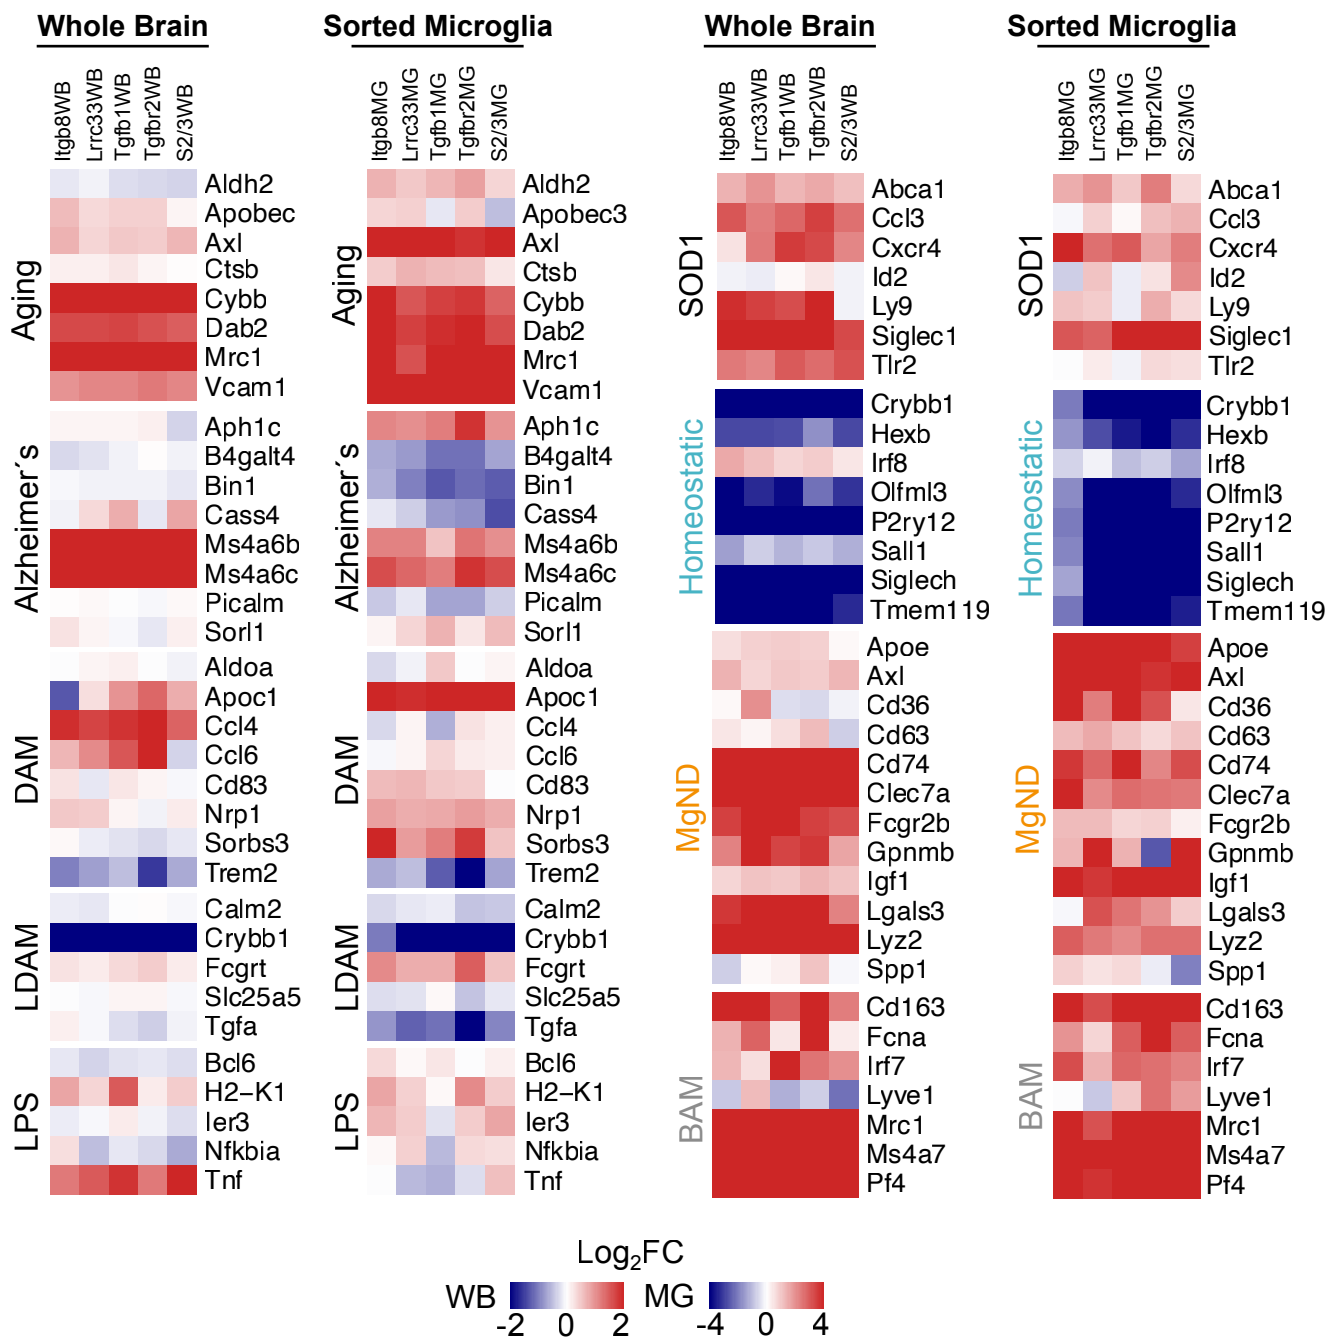 Whole Brain
Sorted Microglia
Whole Brain
Sorted Microglia
Itgb8WB
Lrrc33WB
Tgfb1WB
Tgfbr2WB
S2/3WB
Itgb8MG
Lrrc33MG
Tgfb1MG
Tgfbr2MG
S2/3MG
Itgb8WB
Lrrc33WB
Tgfb1WB
Tgfbr2WB
S2/3WB
Itgb8MG
Lrrc33MG
Tgfb1MG
Tgfbr2MG
S2/3MG
Aging
Aldh2
Apobec
Axl
Ctsb
Cybb
Dab2
Mrc1
Vcam1
Alzheimer´s
Aph1c
B4galt4
Bin1
Cass4
Ms4a6b
Ms4a6c
Picalm
Sorl1
DAM
Aldoa
Apoc1
Ccl4
Ccl6
Cd83
Nrp1
Sorbs3
Trem2
LDAM
Calm2
Crybb1
Fcgrt
Slc25a5
Tgfa
LPS
Bcl6
H2−K1
Ier3
Nfkbia
Tnf
Aging
Aldh2
Apobec3
Axl
Ctsb
Cybb
Dab2
Mrc1
Vcam1
Alzheimer´s
Aph1c
B4galt4
Bin1
Cass4
Ms4a6b
Ms4a6c
Picalm
Sorl1
DAM
Aldoa
Apoc1
Ccl4
Ccl6
Cd83
Nrp1
Sorbs3
Trem2
LDAM
Calm2
Crybb1
Fcgrt
Slc25a5
Tgfa
LPS
Bcl6
H2−K1
Ier3
Nfkbia
Tnf
SOD1
Abca1
Ccl3
Cxcr4
Id2
Ly9
Siglec1
Tlr2
Homeostatic
Crybb1
Hexb
Irf8
Olfml3
P2ry12
Sall1
Siglech
Tmem119
MgND
Apoe
Axl
Cd36
Cd63
Cd74
Clec7a
Fcgr2b
Gpnmb
Igf1
Lgals3
Lyz2
Spp1
BAM
Cd163
Fcna
Irf7
Lyve1
Mrc1
Ms4a7
Pf4
SOD1
Abca1
Ccl3
Cxcr4
Id2
Ly9
Siglec1
Tlr2
Homeostatic
Crybb1
Hexb
Irf8
Olfml3
P2ry12
Sall1
Siglech
Tmem119
MgND
Apoe
Axl
Cd36
Cd63
Cd74
Clec7a
Fcgr2b
Gpnmb
Igf1
Lgals3
Lyz2
Spp1
BAM
Cd163
Fcna
Irf7
Lyve1
Mrc1
Ms4a7
Pf4
Log₂FC
WB
-2 0 2
MG
-4 0 4